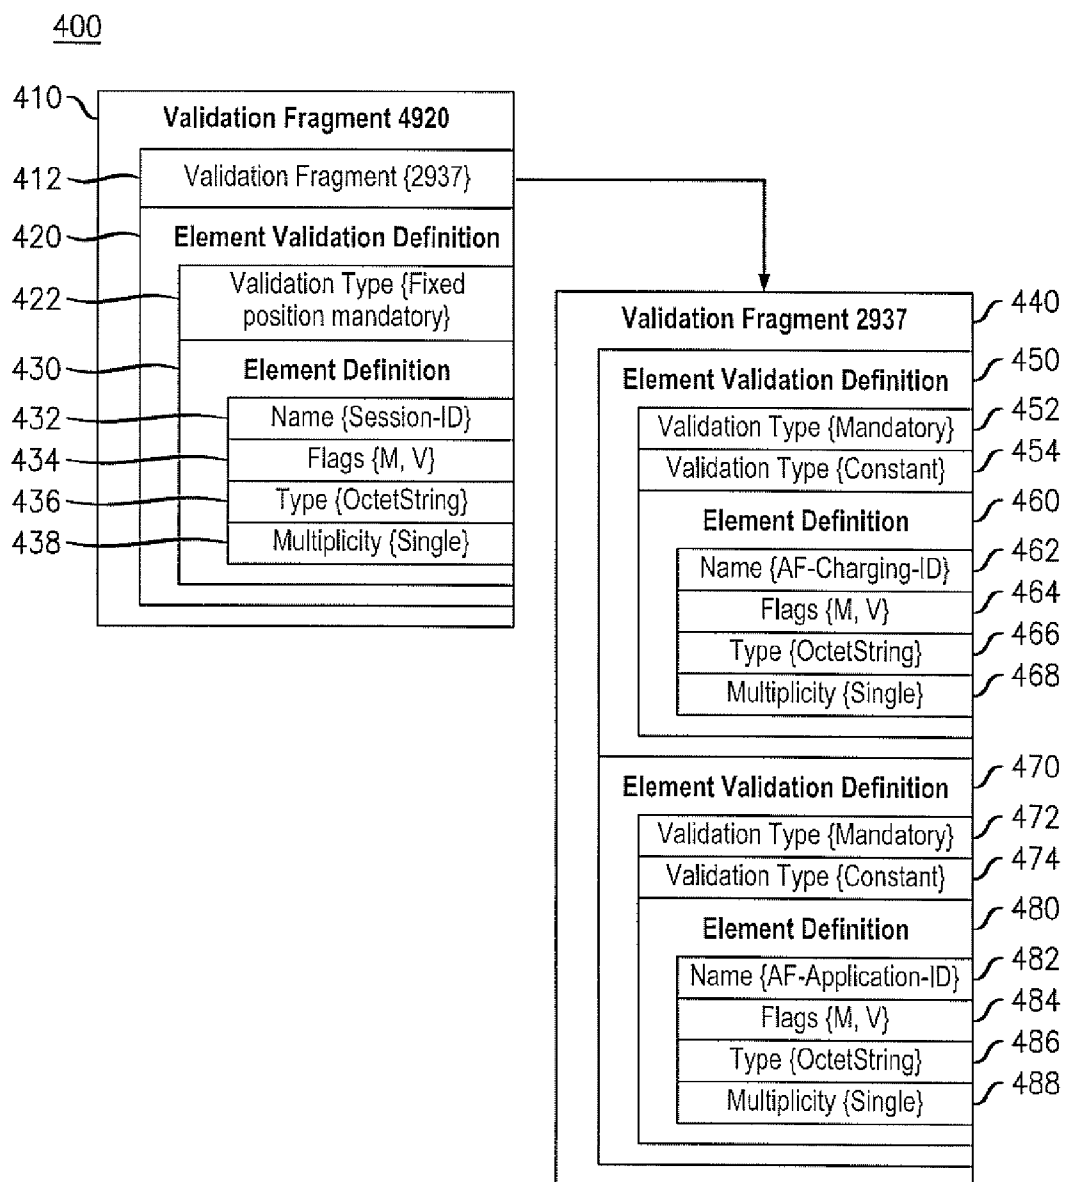 400
410
Validation Fragment 4920
412
Validation Fragment {2937}
420
Element Validation Definition
422
Validation Type {Fixed
position mandatory}
430
Element Definition
432
Name {Session-ID}
434
Flags {M, V}
436
Type {OctetString}
438
Multiplicity {Single}
Validation Fragment 2937
440
Element Validation Definition
450
Validation Type {Mandatory}
452
Validation Type {Constant}
454
Element Definition
460
Name {AF-Charging-ID}
462
Flags {M, V}
464
Type {OctetString}
466
Multiplicity {Single}
468
Element Validation Definition
470
Validation Type {Mandatory}
472
Validation Type {Constant}
474
Element Definition
480
Name {AF-Application-ID}
482
Flags {M, V}
484
Type {OctetString}
486
Multiplicity {Single}
488